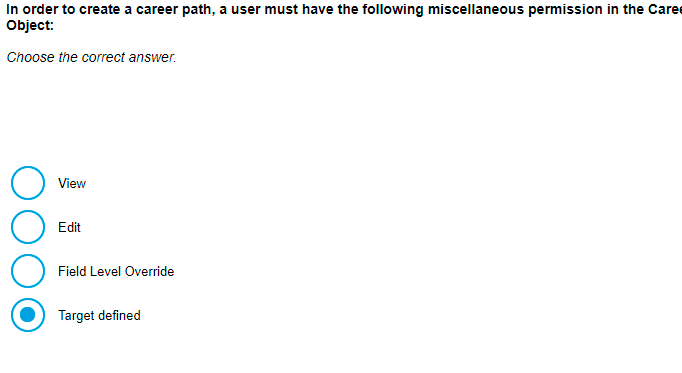 In order to create a career path, a user must have the following miscellaneous permission in the
Object:
Choose the correct answer.
View
Edit
Field Level Override
Target defined